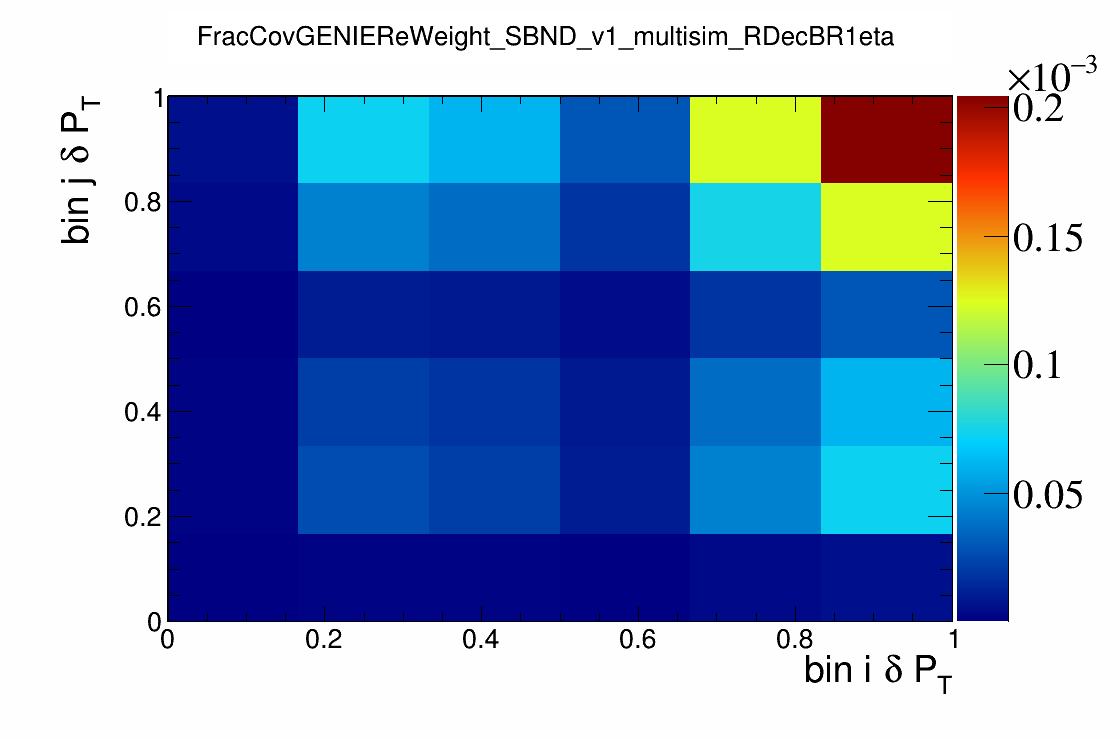 FracCovGENIEReWeight_SBND_v1_multisim_RDecBR1eta
×10⁻³
bin j δ P_T
1
0.8
0.6
0.4
0.2
0
0 0.2 0.4 0.6 0.8 1
bin i δ P_T
0.2
0.15
0.1
0.05